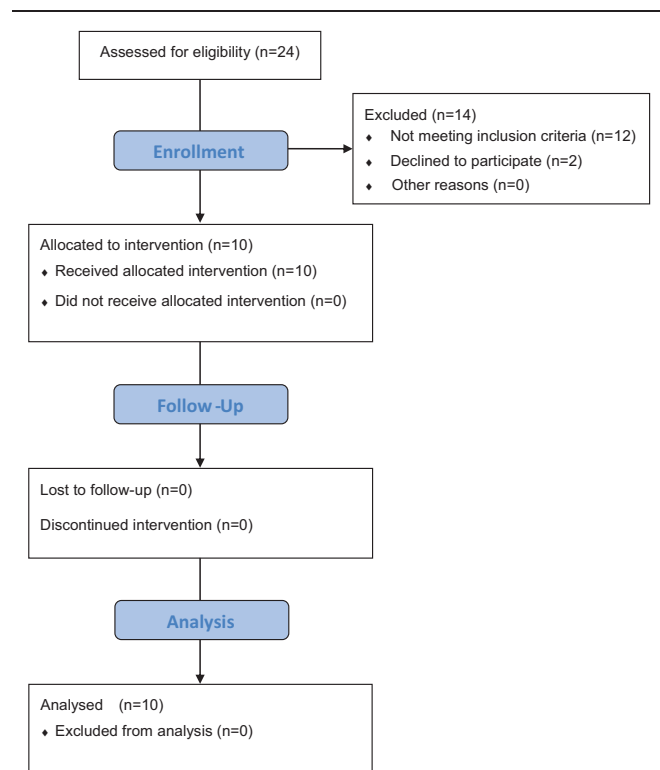 Assessed for eligibility (n=24)
Excluded (n=14)
♦ Not meeting inclusion criteria (n=12)
♦ Declined to participate (n=2)
♦ Other reasons (n=0)
Enrollment
Allocated to intervention (n=10)
♦ Received allocated intervention (n=10)
♦ Did not receive allocated intervention (n=0)
Follow-Up
Lost to follow-up (n=0)
Discontinued intervention (n=0)
Analysis
Analysed (n=10)
♦ Excluded from analysis (n=0)